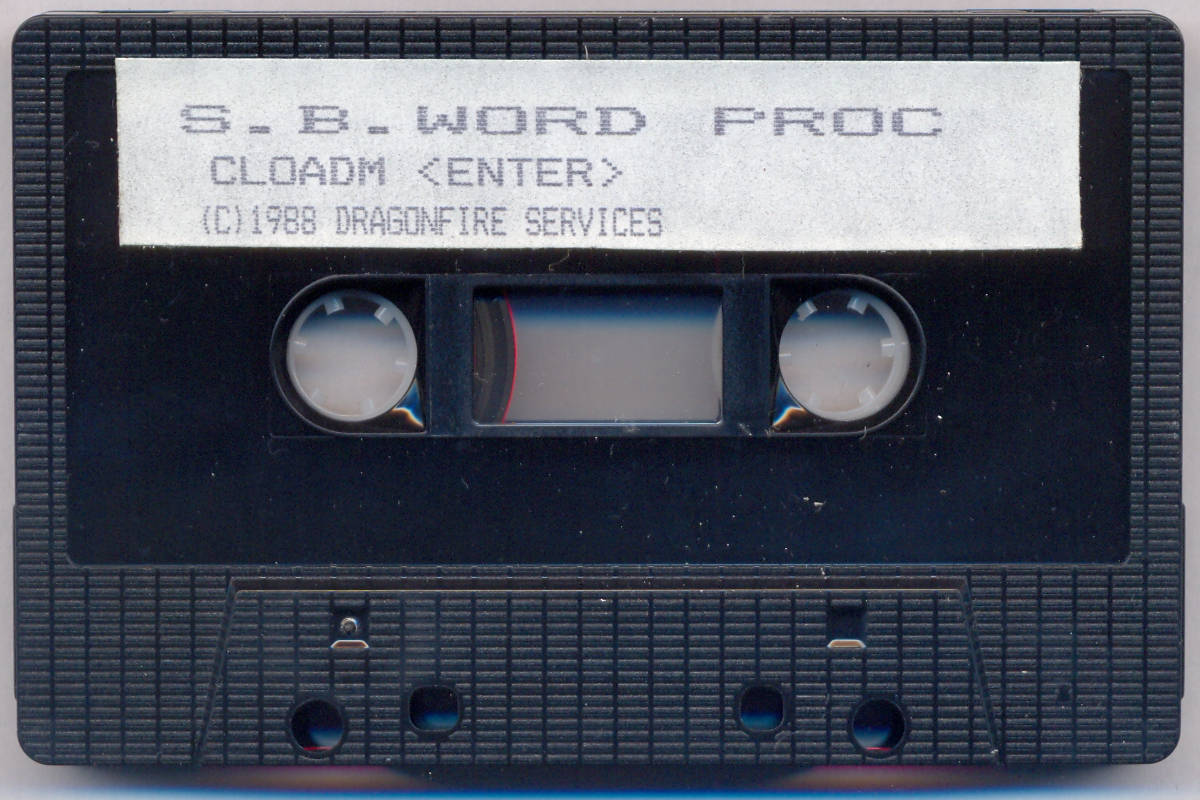 S.B.WORD PROC
CLOADM <ENTER>
(C)1988 DRAGONFIRE SERVICES